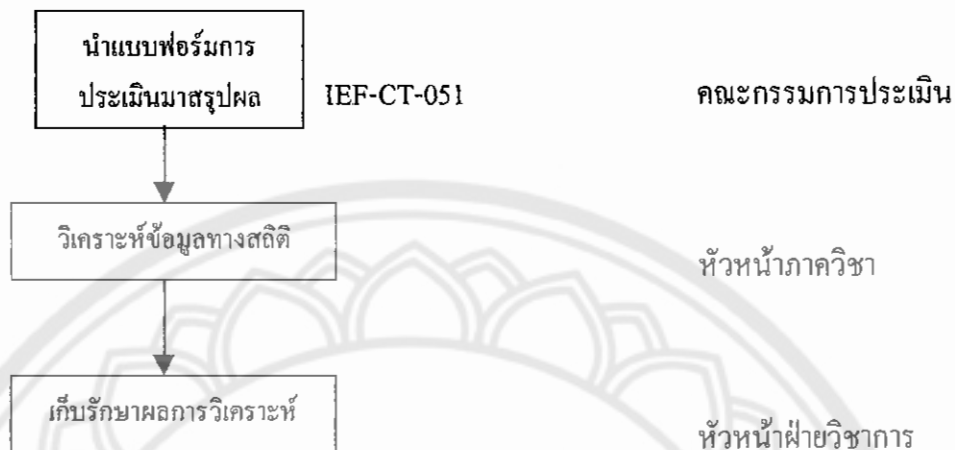 นำแบบฟอร์มการ
ประเมินมาสรุปผล
IEF-CT-051
คณะกรรมการประเมิน
วิเคราะห์ข้อมูลทางสถิติ
หัวหน้าภาควิชา
เก็บรักษาผลการวิเคราะห์
หัวหน้าฝ่ายวิชาการ